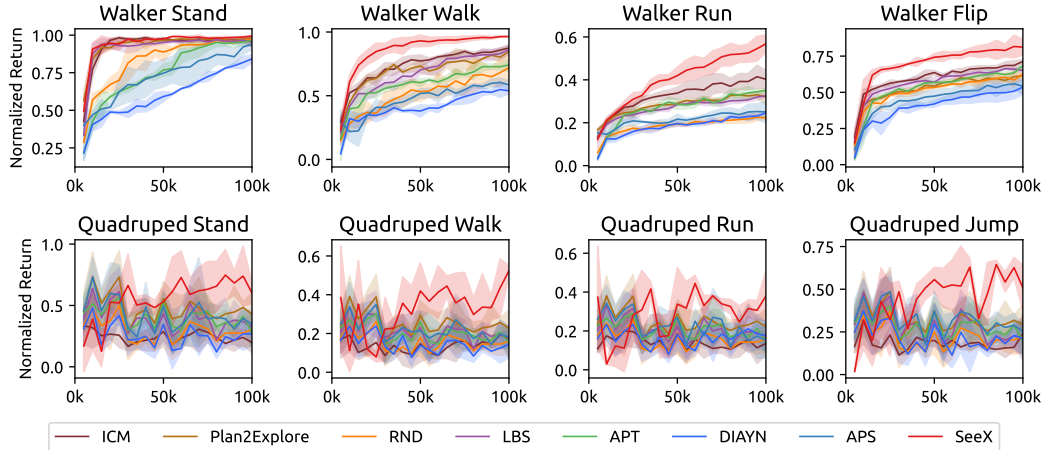 Walker Stand Walker Walk Walker Run Walker Flip
Normalized Return
1.00 0.75 0.50 0.25
1.0 0.5 0.0
0.6 0.4 0.2 0.0
0.75 0.50 0.25 0.00
0k 50k 100k 0k 50k 100k 0k 50k 100k 0k 50k 100k
Quadruped Stand Quadruped Walk Quadruped Run Quadruped Jump
Normalized Return
1.0 0.5 0.0
0.6 0.4 0.2 0.0
0.6 0.4 0.2 0.0
0.75 0.50 0.25 0.00
0k 50k 100k 0k 50k 100k 0k 50k 100k 0k 50k 100k
ICM Plan2Explore RND LBS APT DIAYN APS SeeX